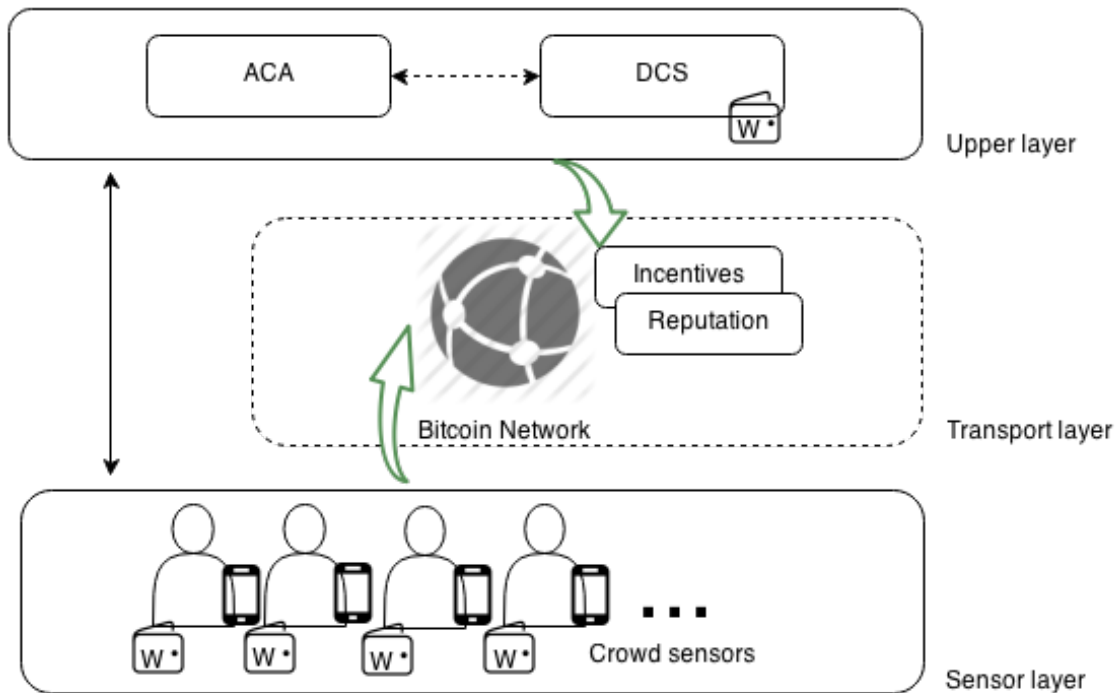 ACA
DCS
W
Upper layer
Incentives
Reputation
Bitcoin Network
Transport layer
W
W
W
W
Crowd sensors
Sensor layer